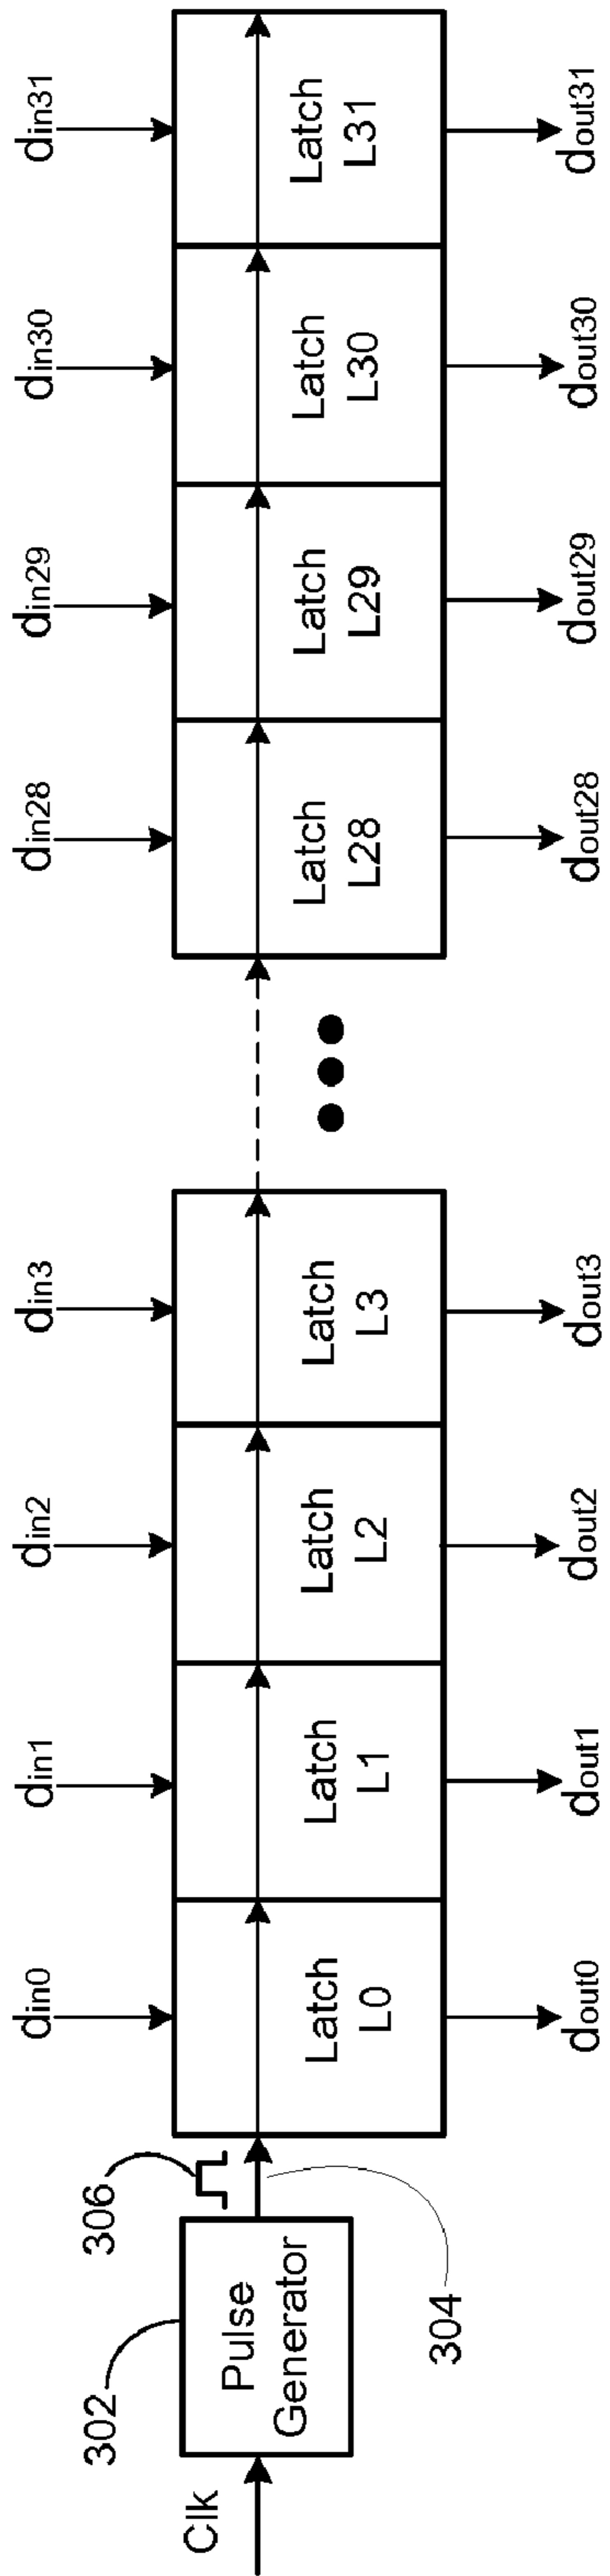 din0
din1
din2
din3
din28
din29
din30
din31
306
302
Clk
Pulse
Generator
304
Latch
L0
Latch
L1
Latch
L2
Latch
L3
Latch
L28
Latch
L29
Latch
L30
Latch
L31
dout0
dout1
dout2
dout3
dout28
dout29
dout30
dout31